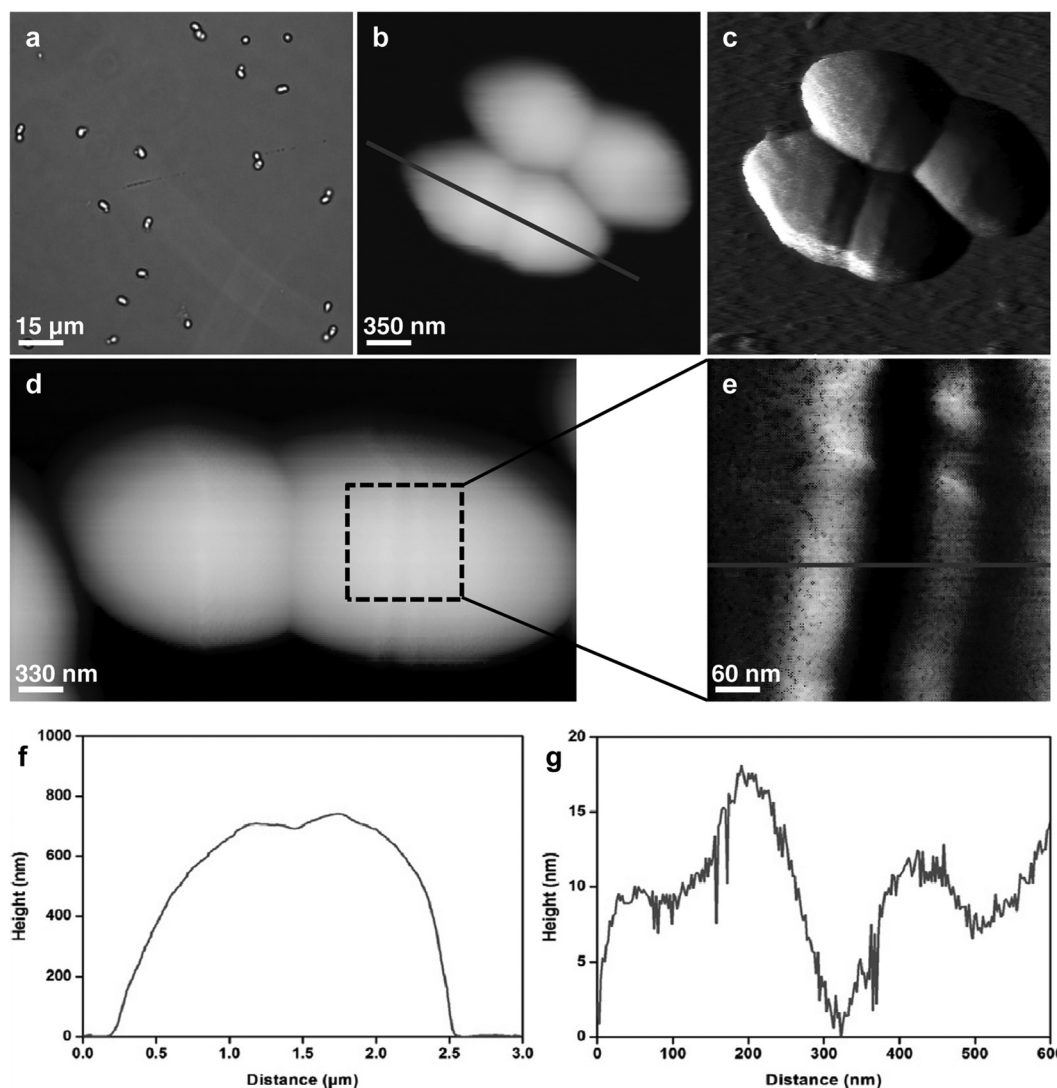 a
b
c
15 µm
350 nm
d
e
330 nm
60 nm
f
1000
800
600
400
200
0
Height (nm)
0.0 0.5 1.0 1.5 2.0 2.5 3.0
Distance (µm)
g
20
15
10
5
0
Height (nm)
0 100 200 300 400 500 600
Distance (nm)